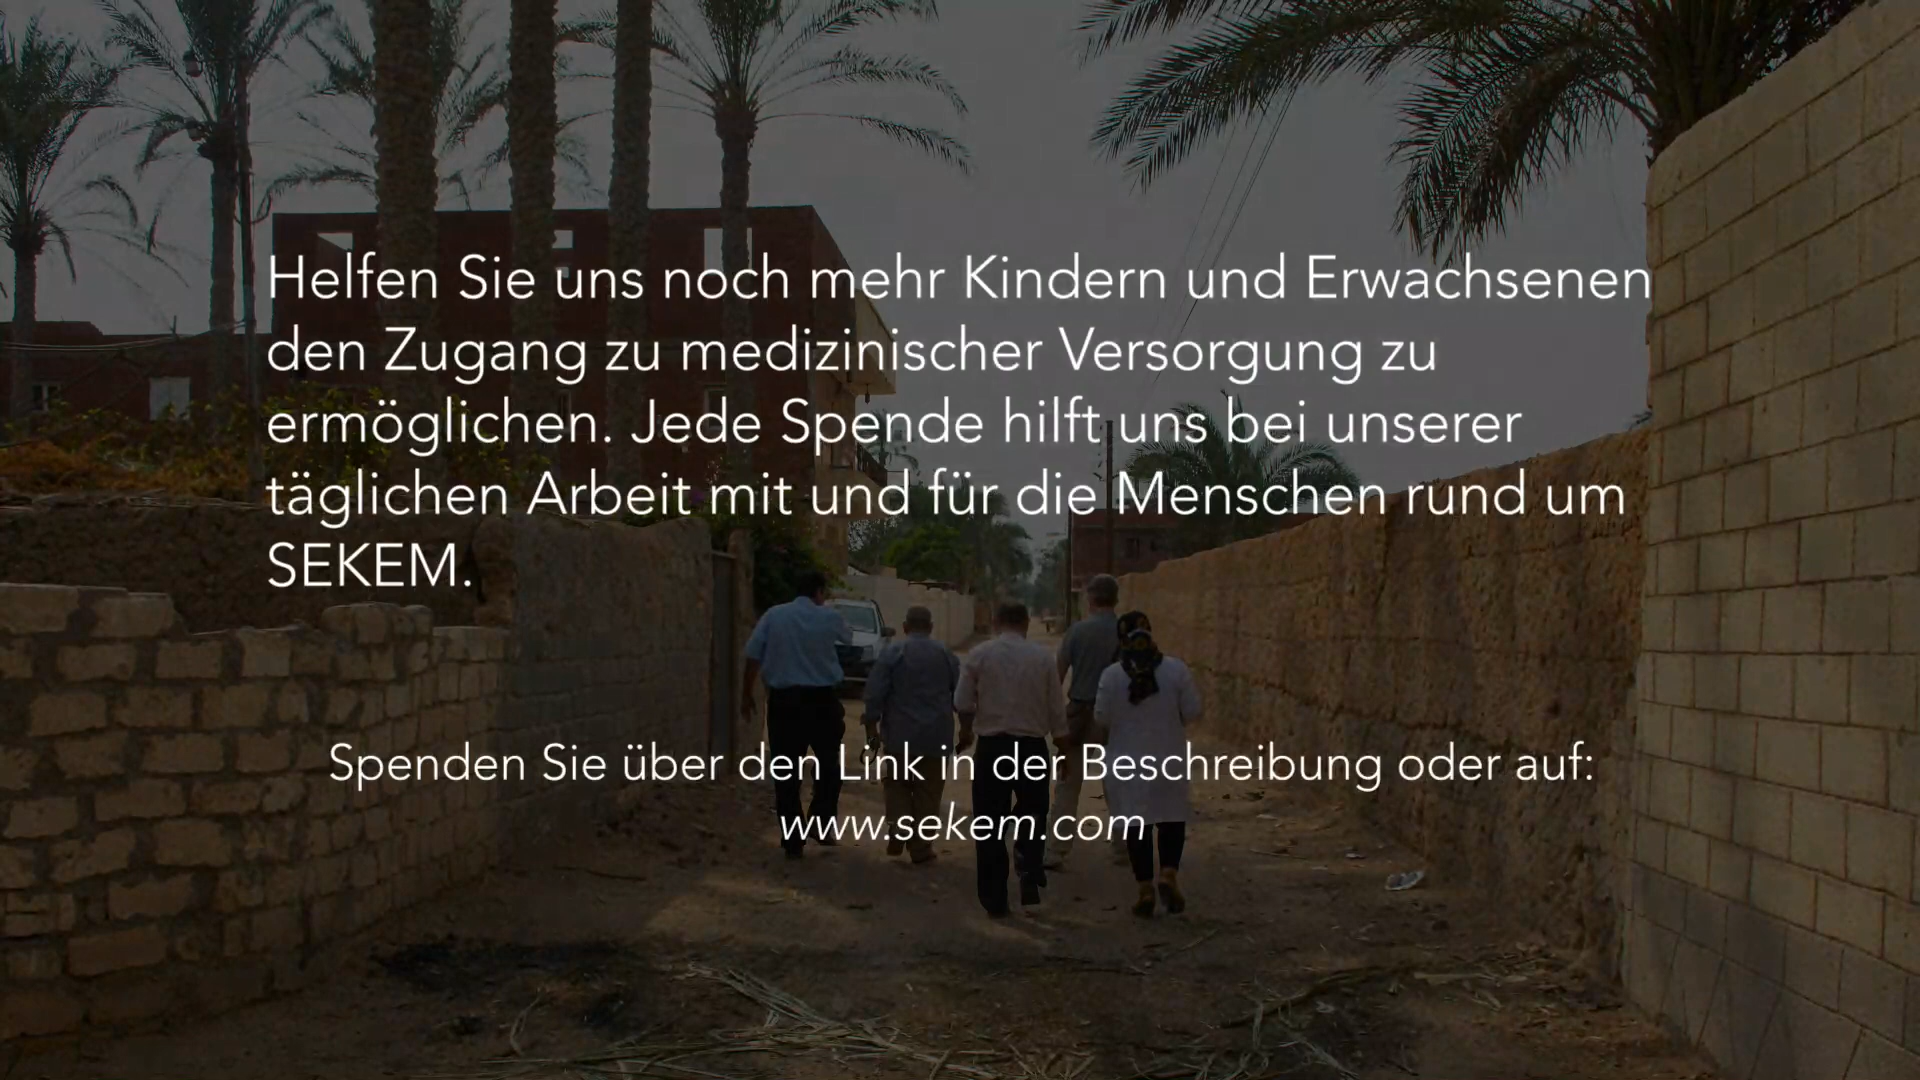 Helfen Sie uns noch mehr Kindern und Erwachsenen
den Zugang zu medizinischer Versorgung zu
ermöglichen. Jede Spende hilft uns bei unserer
täglichen Arbeit mit und für die Menschen rund um
SEKEM.
Spenden Sie über den Link in der Beschreibung oder auf:
www.sekem.com